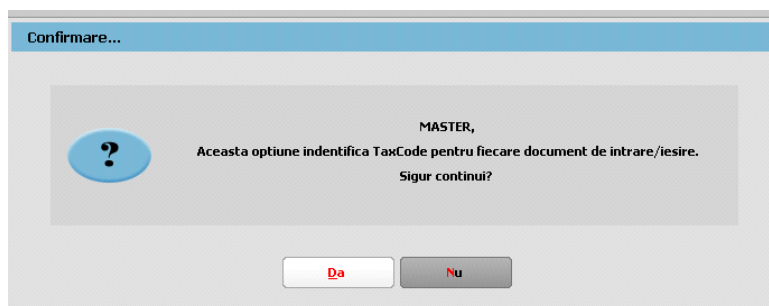 Confirmare...
?
MASTER,
Aceasta optiune indentifica TaxCode pentru fiecare document de intrare/iesire.
Sigur continui?
Da
Nu